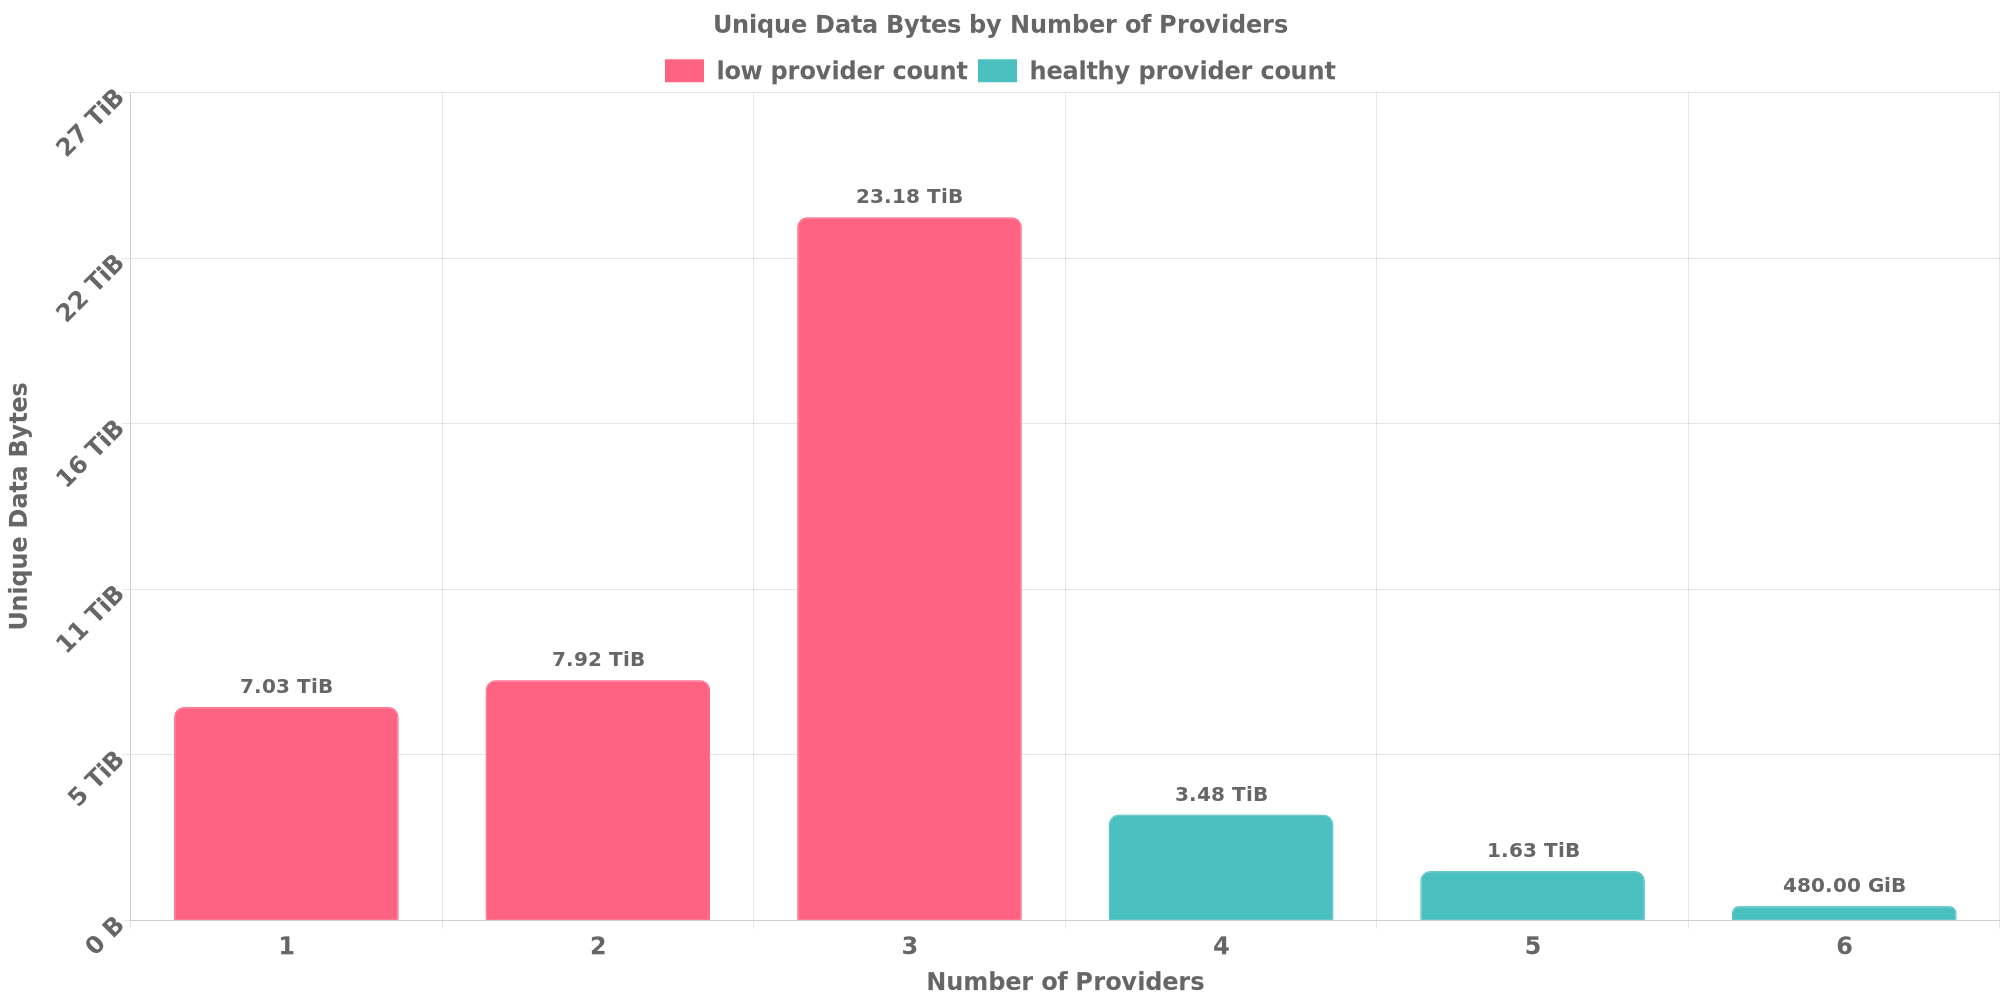 Unique Data Bytes by Number of Providers
low provider count healthy provider count
27 TiB
22 TiB
16 TiB
11 TiB
5 TiB
0 B
Unique Data Bytes
7.03 TiB
7.92 TiB
23.18 TiB
3.48 TiB
1.63 TiB
480.00 GiB
1 2 3 4 5 6
Number of Providers